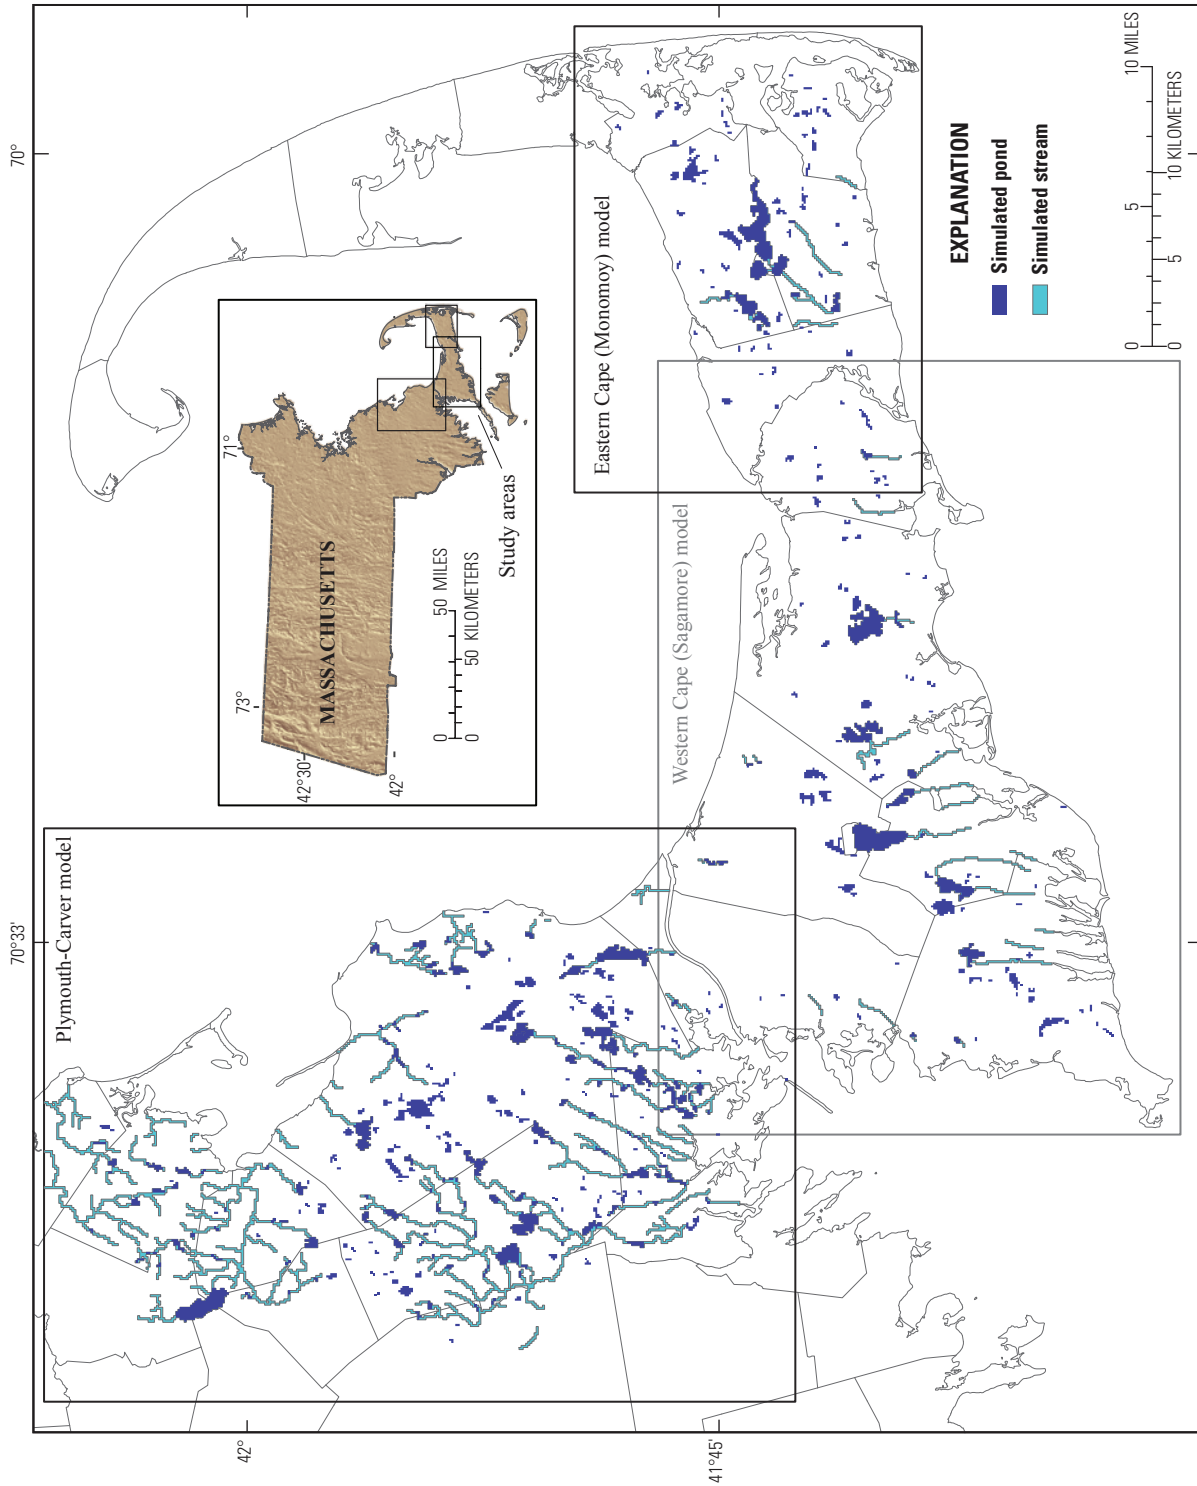 70°33'
70°
42°
41°45'
Plymouth-Carver model
73°
71°
42°30'
42°
MASSACHUSETTS
0 50 MILES
0 50 KILOMETERS
Study areas
Western Cape (Sagamore) model
Eastern Cape (Monomoy) model
EXPLANATION
Simulated pond
Simulated stream
0 5 10 MILES
0 5 10 KILOMETERS